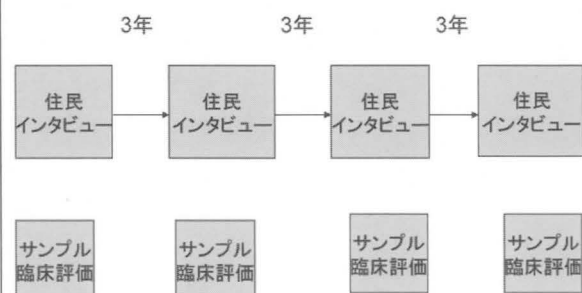 3年 3年 3年
住民 住民 住民 住民
インタビュー インタビュー インタビュー インタビュー
サンプル サンプル サンプル サンプル
臨床評価 臨床評価 臨床評価 臨床評価